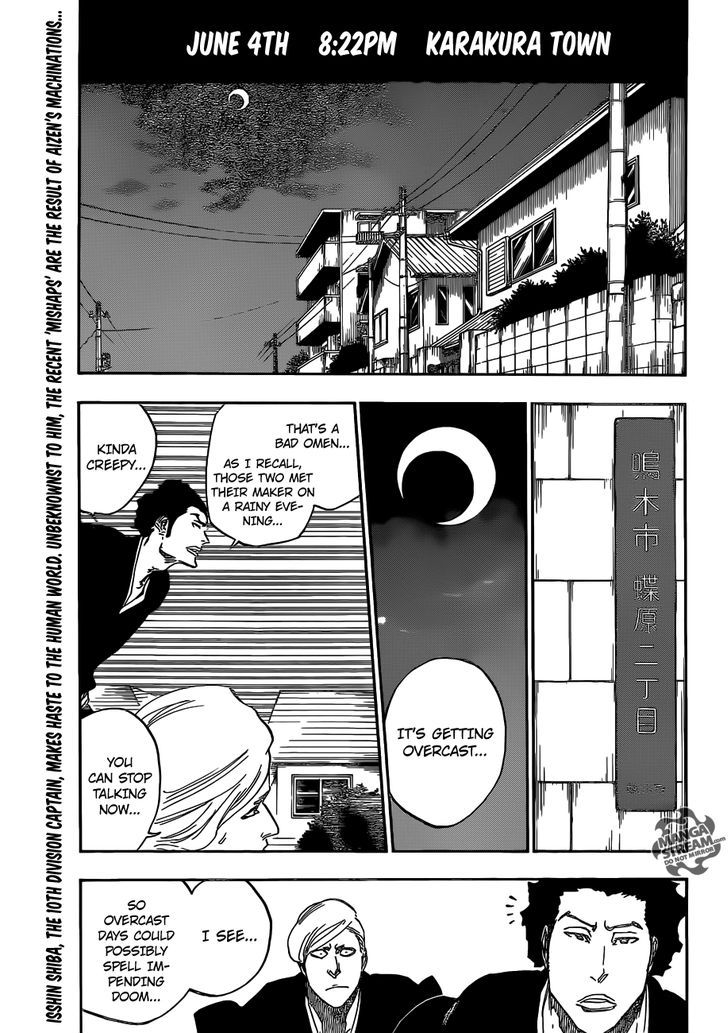 JUNE 4TH 8:22PM KARAKURA TOWN
ISSHIN SHIBA, THE 10TH DIVISION CAPTAIN, MAKES HASTE TO THE HUMAN WORLD. UNBEKNOWNST TO HIM, THE RECENT 'MISHAPS' ARE THE RESULT OF AIZEN'S MACHINATIONS...
鳴木市 蝶原二丁目
IT'S GETTING
OVERCAST...
THAT'S A
BAD OMEN...
AS I RECALL,
THOSE TWO MET
THEIR MAKER ON
A RAINY EVE-
NING...
KINDA
CREEPY...
YOU
CAN STOP
TALKING
NOW...
MANGA
STREAM.com
DO NOT MIRROR
I SEE...
SO
OVERCAST
DAYS COULD
POSSIBLY
SPELL IM-
PENDING
DOOM...